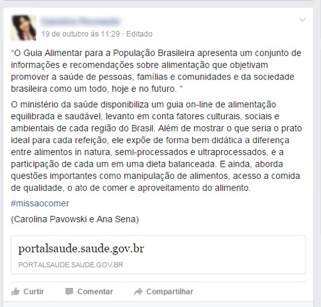 19 de outubro às 11:29 · Editado
"O Guia Alimentar para a População Brasileira apresenta um conjunto de
informações e recomendações sobre alimentação que objetivam
promover a saúde de pessoas, famílias e comunidades e da sociedade
brasileira como um todo, hoje e no futuro. "
O ministério da saúde disponibiliza um guia on-line de alimentação
equilibrada e saudável, levanto em conta fatores culturais, sociais e
ambientais de cada região do Brasil. Além de mostrar o que seria o prato
ideal para cada refeição, ele expõe de forma bem didática a diferença
entre alimentos in natura, semi-processados e ultraprocessados, e a
participação de cada um em uma dieta balanceada. E ainda, aborda
questões importantes como manipulação de alimentos, acesso a comida
de qualidade, o ato de comer e aproveitamento do alimento.
#missaocomer
(Carolina Pavowski e Ana Sena)
portalsaude.saude.gov.br
PORTALSAUDE.SAUDE.GOV.BR
Curtir Comentar Compartilhar